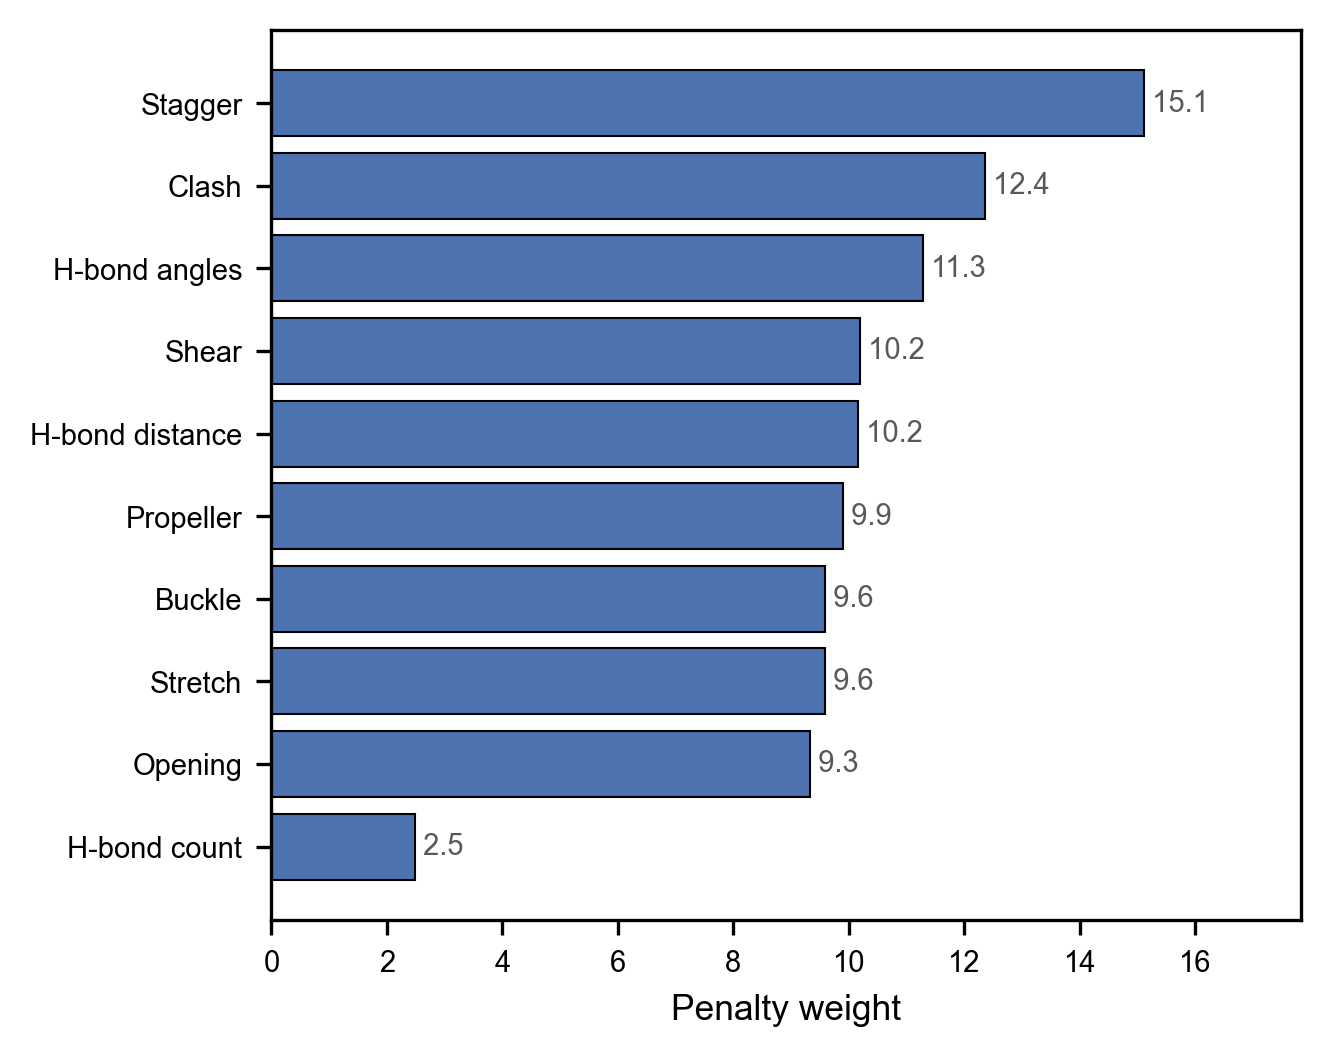 Stagger 15.1
Clash 12.4
H-bond angles 11.3
Shear 10.2
H-bond distance 10.2
Propeller 9.9
Buckle 9.6
Stretch 9.6
Opening 9.3
H-bond count 2.5
0 2 4 6 8 10 12 14 16
Penalty weight